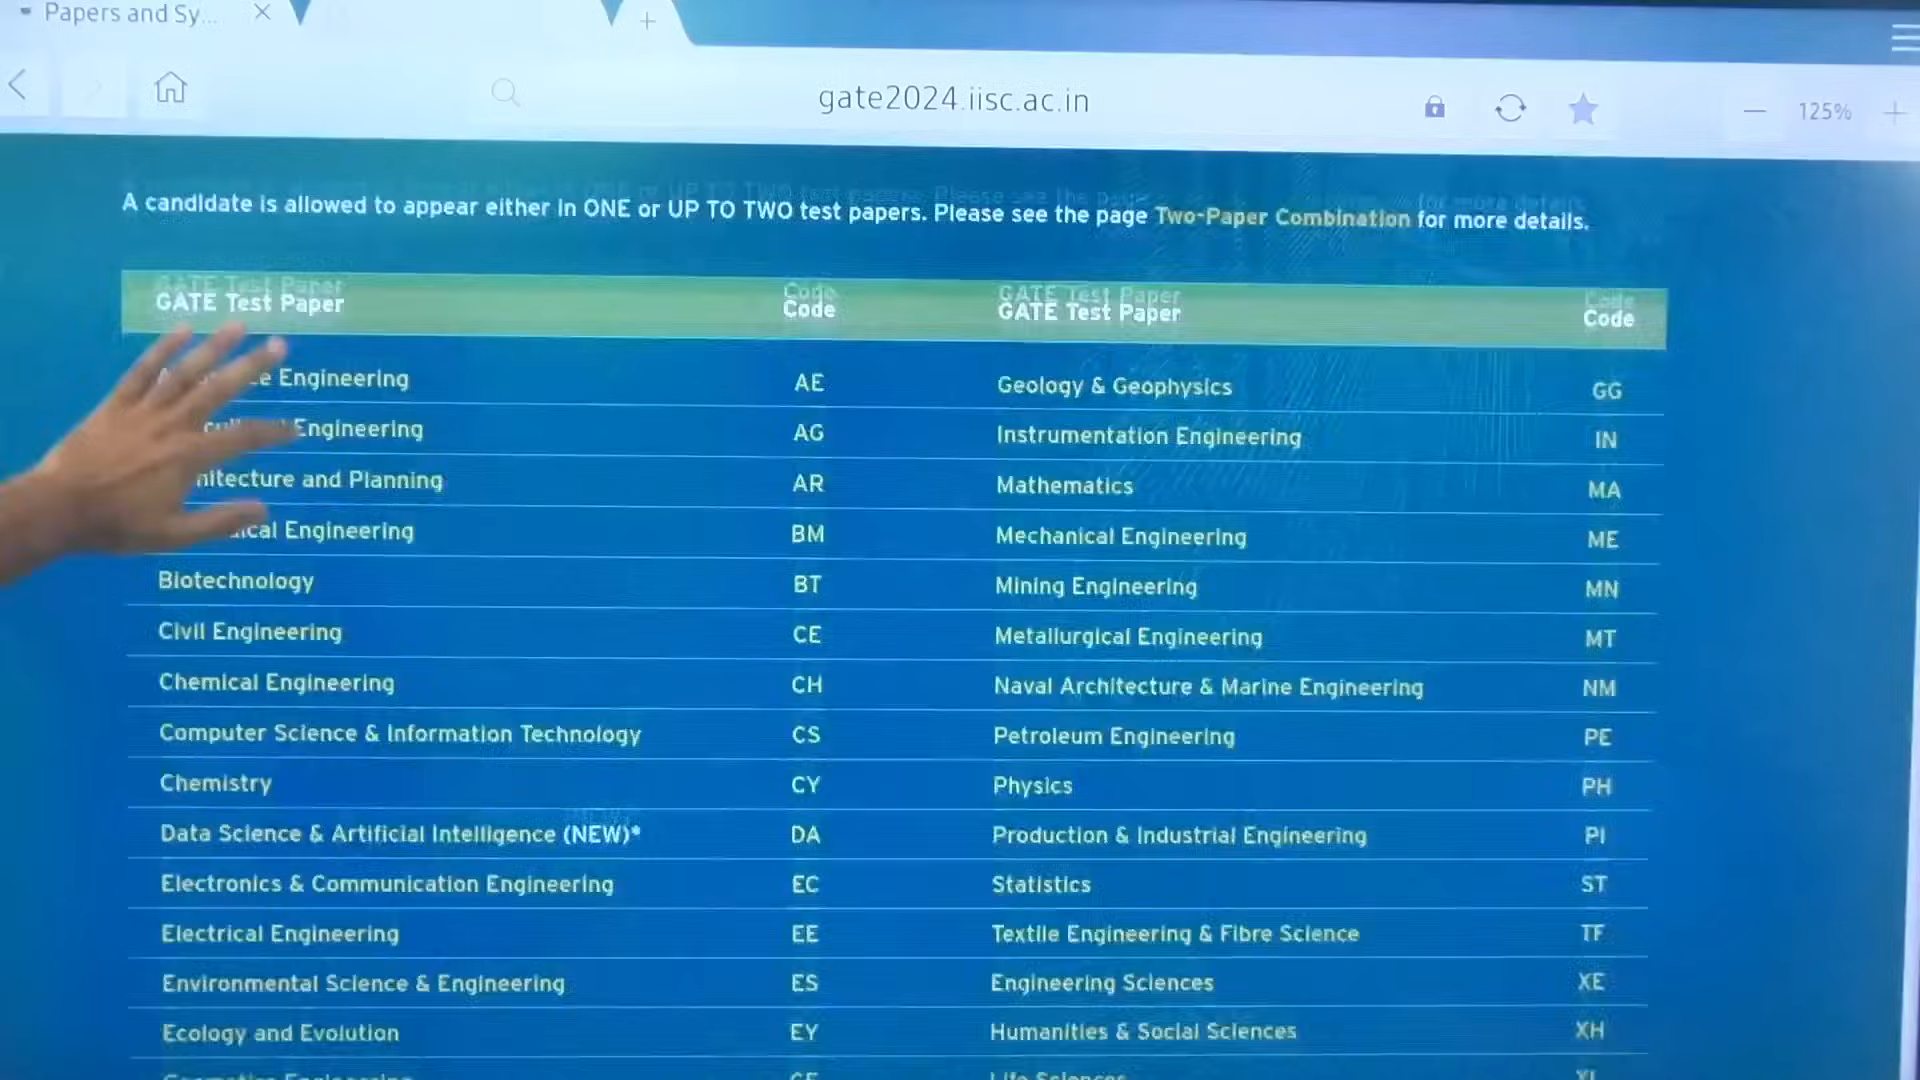 Papers and Sy...
gate2024.iisc.ac.in
125%
A candidate is allowed to appear either in ONE or UP TO TWO test papers. Please see the page Two-Paper Combination for more details.
GATE Test Paper Code GATE Test Paper Code
Engineering AE Geology & Geophysics GG
Engineering AG Instrumentation Engineering IN
and Planning AR Mathematics MA
Engineering BM Mechanical Engineering ME
Biotechnology BT Mining Engineering MN
Civil Engineering CE Metallurgical Engineering MT
Chemical Engineering CH Naval Architecture & Marine Engineering NM
Computer Science & Information Technology CS Petroleum Engineering PE
Chemistry CY Physics PH
Data Science & Artificial Intelligence (NEW)* DA Production & Industrial Engineering PI
Electronics & Communication Engineering EC Statistics ST
Electrical Engineering EE Textile Engineering & Fibre Science TF
Environmental Science & Engineering ES Engineering Sciences XE
Ecology and Evolution EY Humanities & Social Sciences XH